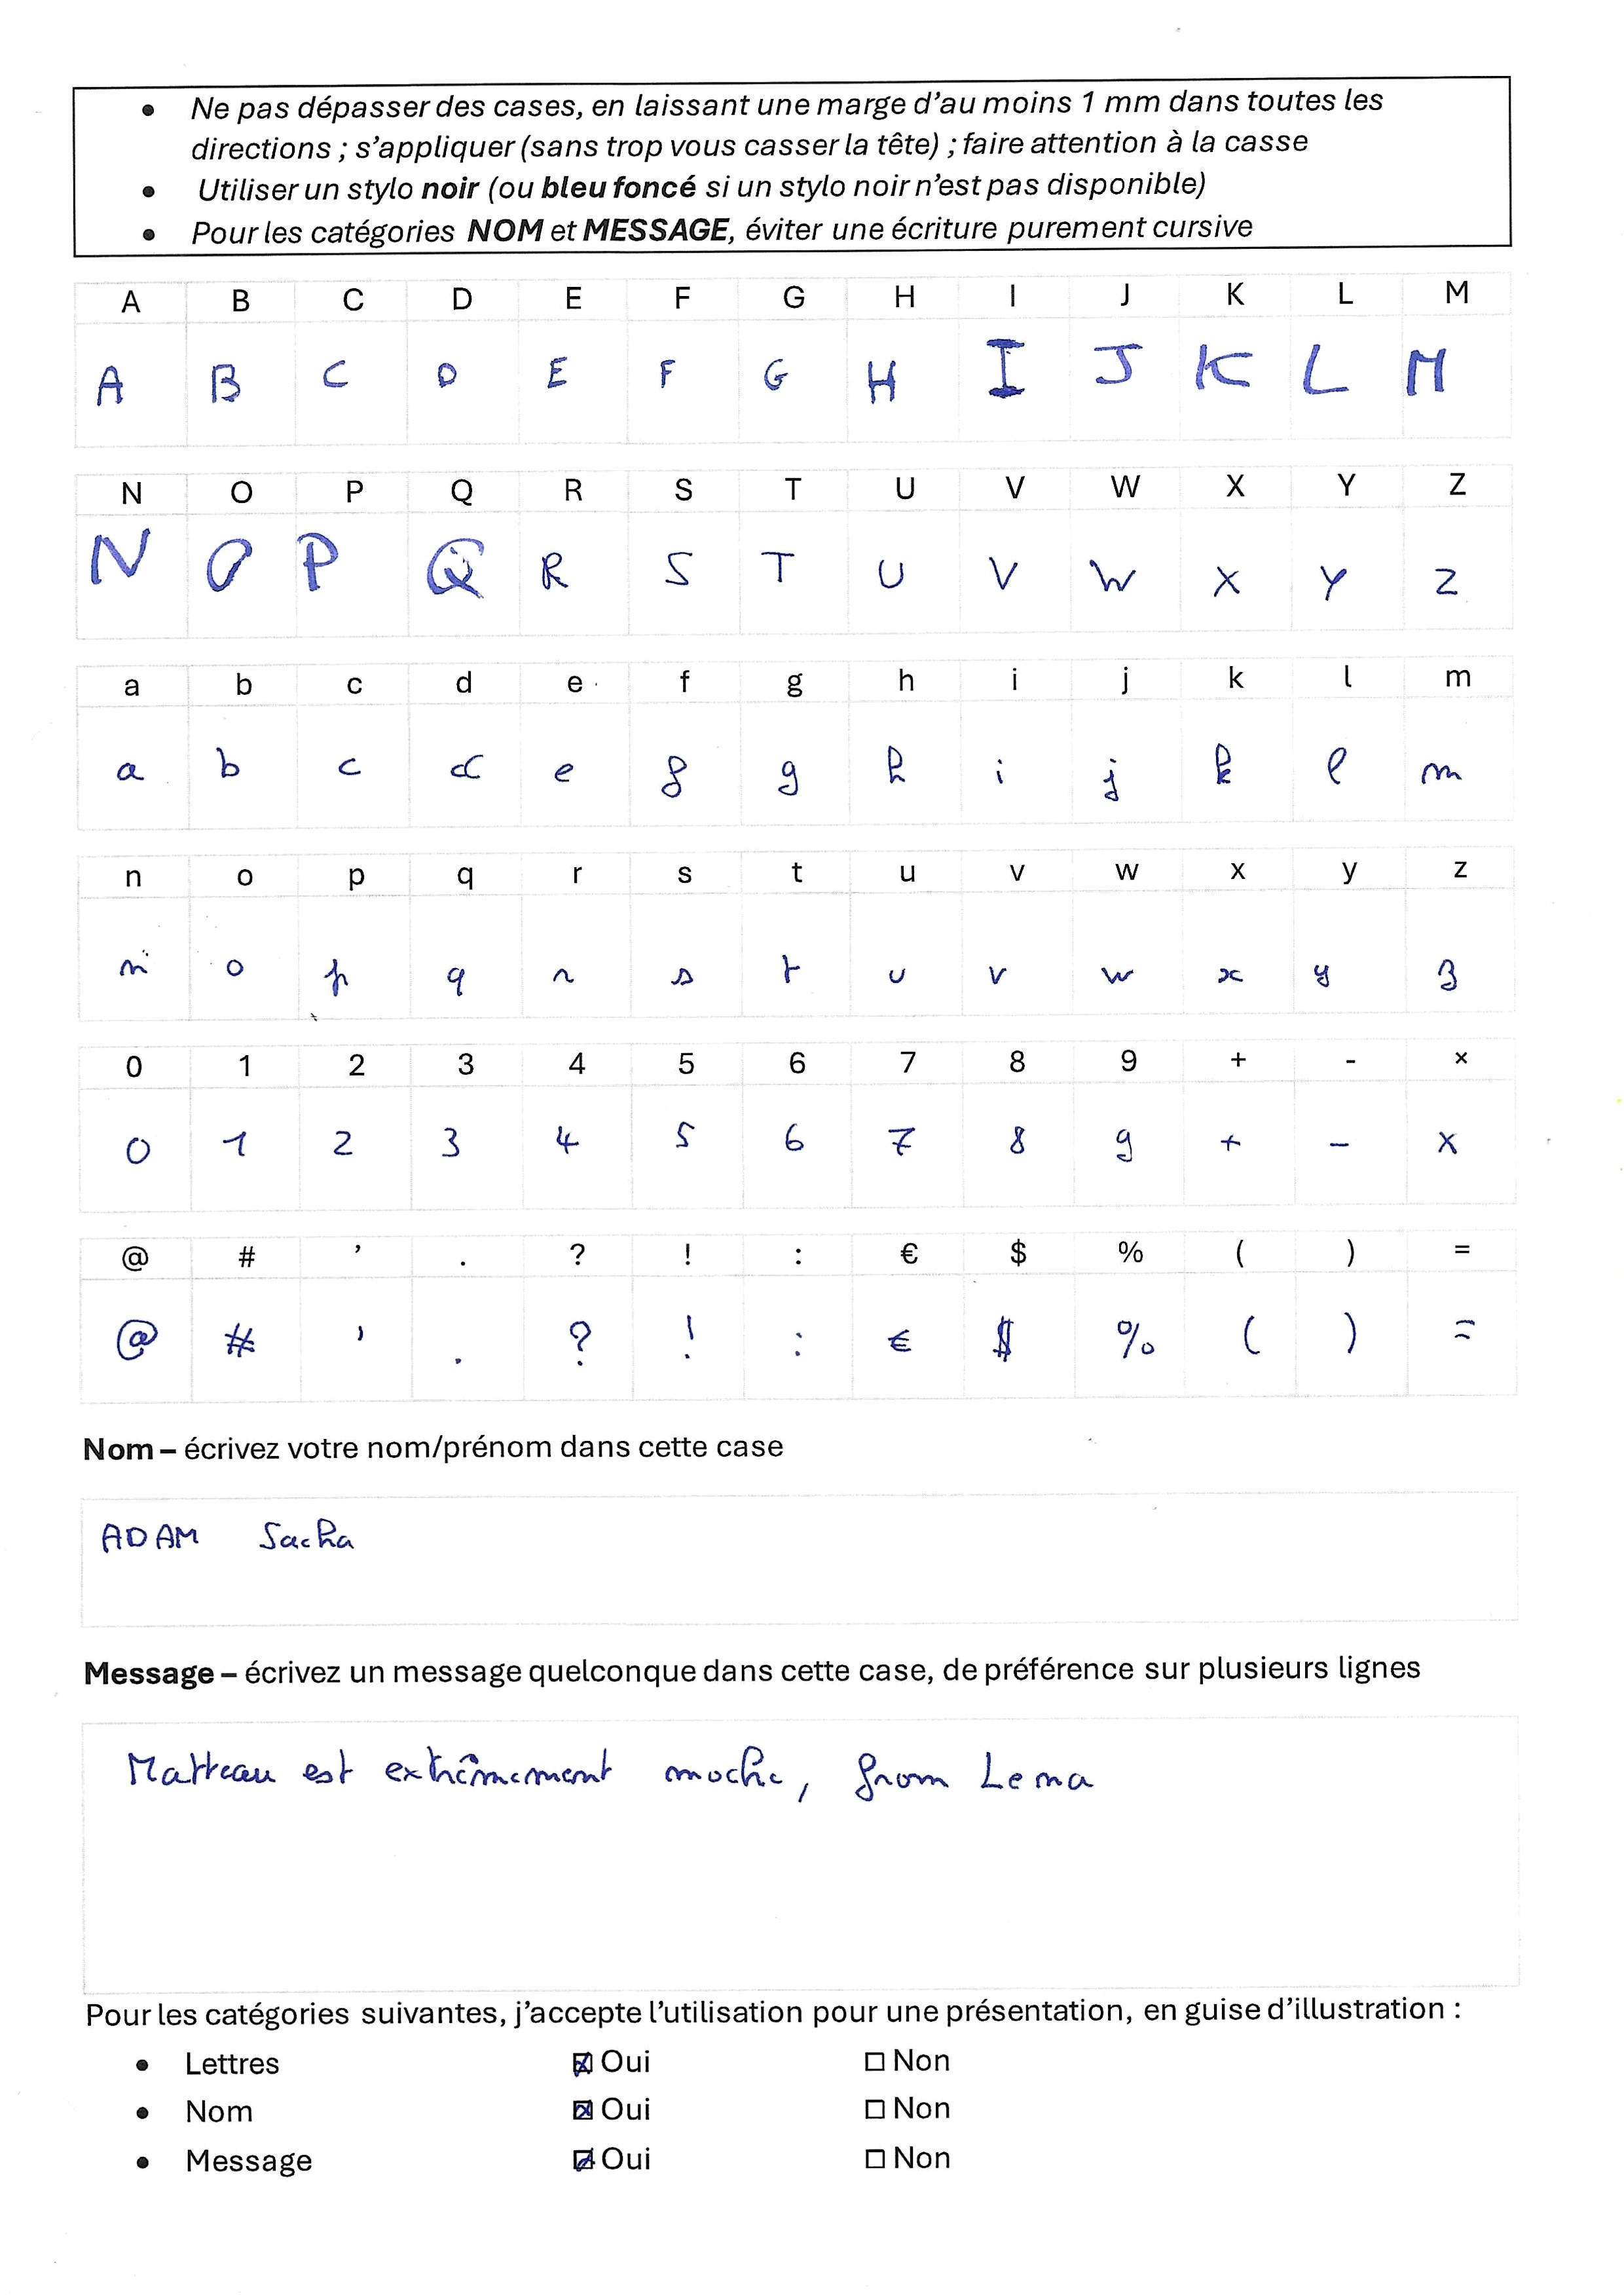 • Ne pas dépasser des cases, en laissant une marge d'au moins 1 mm dans toutes les
directions ; s'appliquer (sans trop vous casser la tête) ; faire attention à la casse
• Utiliser un stylo noir (ou bleu foncé si un stylo noir n'est pas disponible)
• Pour les catégories NOM et MESSAGE, éviter une écriture purement cursive
A B C D E F G H I J K L M
A B C D E F G H I J K L M
N O P Q R S T U V W X Y Z
N O P Q R S T U V W X Y Z
a b c d e f g h i j k l m
a b c d e f g h i j k l m
n o p q r s t u v w x y z
n o p q r s t u v w x y z
0 1 2 3 4 5 6 7 8 9 + - ×
0 1 2 3 4 5 6 7 8 9 + - ×
@ # ’ . ? ! : € $ % ( ) =
@ # ’ . ? ! : € $ % ( ) =
Nom – écrivez votre nom/prénom dans cette case
ADAM Sacha
Message – écrivez un message quelconque dans cette case, de préférence sur plusieurs lignes
Matteau est extrêmement moche, from Lena
Pour les catégories suivantes, j'accepte l'utilisation pour une présentation, en guise d'illustration :
• Lettres ☒ Oui ☐ Non
• Nom ☒ Oui ☐ Non
• Message ☒ Oui ☐ Non